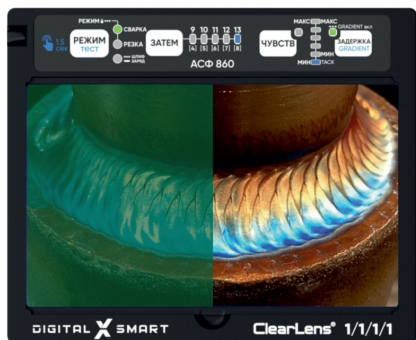 РЕЖИМ
1.5 сек
РЕЖИМ
тест
СВАРКА
РЕЗКА
ШЛИФ
ЗАРЯД
ЗАТЕМ
9 10 11 12 13
[4] [5] [6] [7] [8]
АСФ 860
ЧУВСТВ
МАКС МАКС
МИН
МИН TACK
GRADIENT вкл
ЗАДЕРЖКА
GRADIENT
DIGITAL X SMART
ClearLens® 1/1/1/1